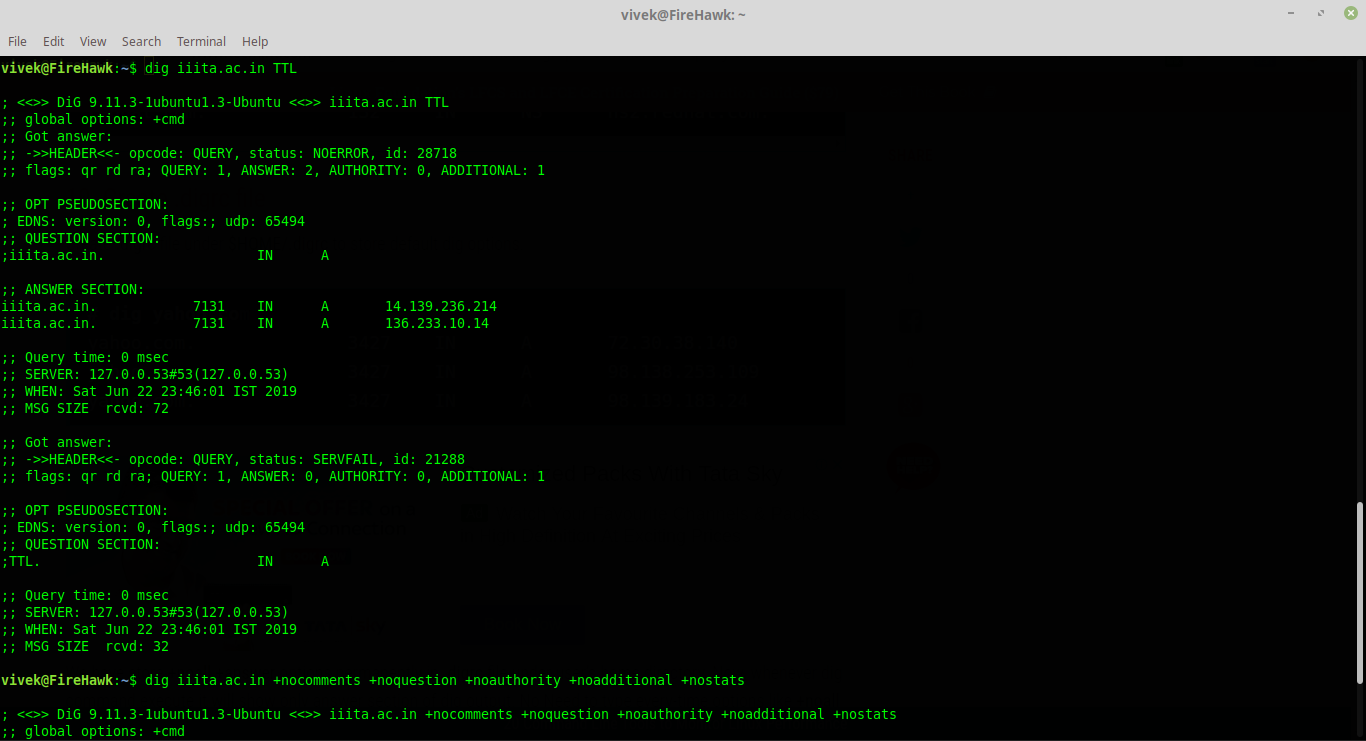 vivek@FireHawk: ~
File Edit View Search Terminal Help
vivek@FireHawk:~$ dig iiita.ac.in TTL
; <<>> DiG 9.11.3-1ubuntu1.3-Ubuntu <<>> iiita.ac.in TTL
;; global options: +cmd
;; Got answer:
;; ->>HEADER<<- opcode: QUERY, status: NOERROR, id: 28718
;; flags: qr rd ra; QUERY: 1, ANSWER: 2, AUTHORITY: 0, ADDITIONAL: 1
;; OPT PSEUDOSECTION:
; EDNS: version: 0, flags:; udp: 65494
;; QUESTION SECTION:
;iiita.ac.in. IN A
;; ANSWER SECTION:
iiita.ac.in. 7131 IN A 14.139.236.214
iiita.ac.in. 7131 IN A 136.233.10.14
;; Query time: 0 msec
;; SERVER: 127.0.0.53#53(127.0.0.53)
;; WHEN: Sat Jun 22 23:46:01 IST 2019
;; MSG SIZE  rcvd: 72
;; Got answer:
;; ->>HEADER<<- opcode: QUERY, status: SERVFAIL, id: 21288
;; flags: qr rd ra; QUERY: 1, ANSWER: 0, AUTHORITY: 0, ADDITIONAL: 1
;; OPT PSEUDOSECTION:
; EDNS: version: 0, flags:; udp: 65494
;; QUESTION SECTION:
;TTL. IN A
;; Query time: 0 msec
;; SERVER: 127.0.0.53#53(127.0.0.53)
;; WHEN: Sat Jun 22 23:46:01 IST 2019
;; MSG SIZE  rcvd: 32
vivek@FireHawk:~$ dig iiita.ac.in +nocomments +noquestion +noauthority +noadditional +nostats
; <<>> DiG 9.11.3-1ubuntu1.3-Ubuntu <<>> iiita.ac.in +nocomments +noquestion +noauthority +noadditional +nostats
;; global options: +cmd